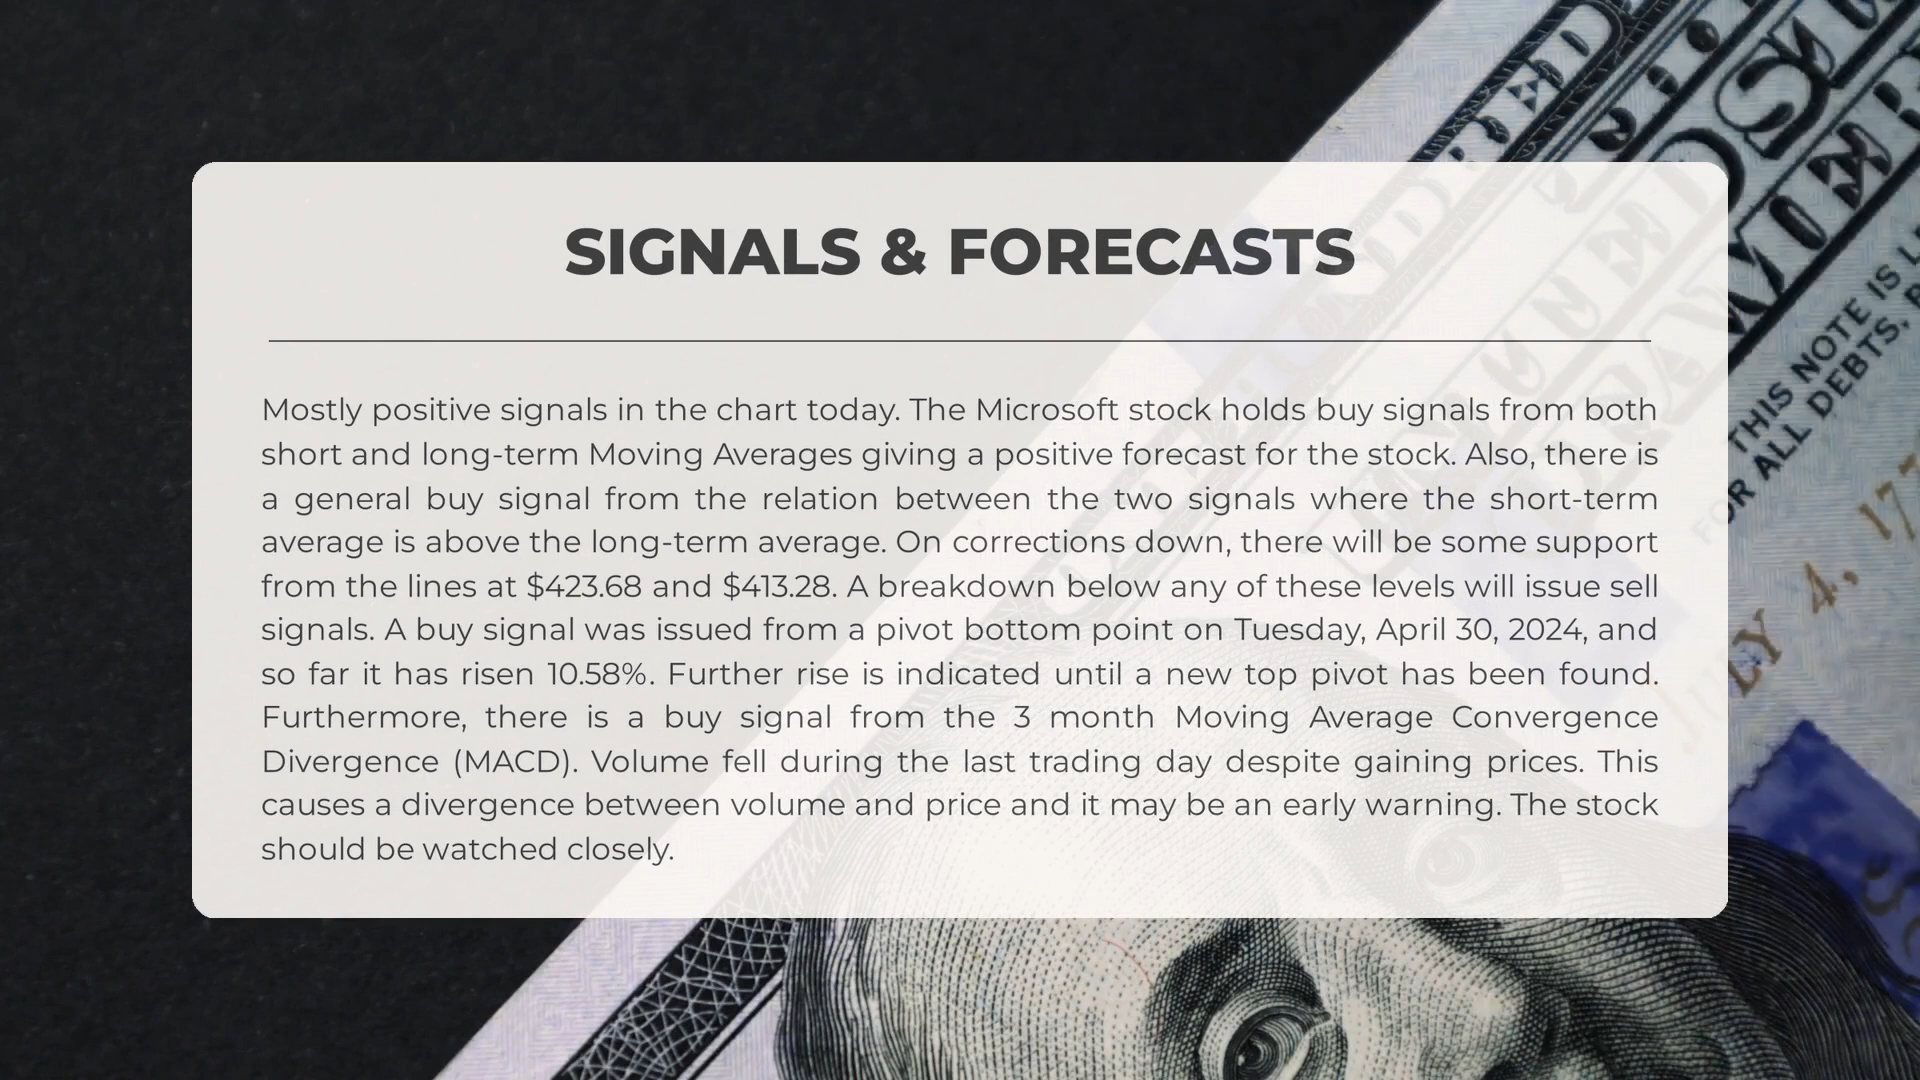 SIGNALS & FORECASTS
Mostly positive signals in the chart today. The Microsoft stock holds buy signals from both
short and long-term Moving Averages giving a positive forecast for the stock. Also, there is
a general buy signal from the relation between the two signals where the short-term
average is above the long-term average. On corrections down, there will be some support
from the lines at $423.68 and $413.28. A breakdown below any of these levels will issue sell
signals. A buy signal was issued from a pivot bottom point on Tuesday, April 30, 2024, and
so far it has risen 10.58%. Further rise is indicated until a new top pivot has been found.
Furthermore, there is a buy signal from the 3 month Moving Average Convergence
Divergence (MACD). Volume fell during the last trading day despite gaining prices. This
causes a divergence between volume and price and it may be an early warning. The stock
should be watched closely.
THIS NOTE IS
FOR ALL DEBTS,
JULY 4,